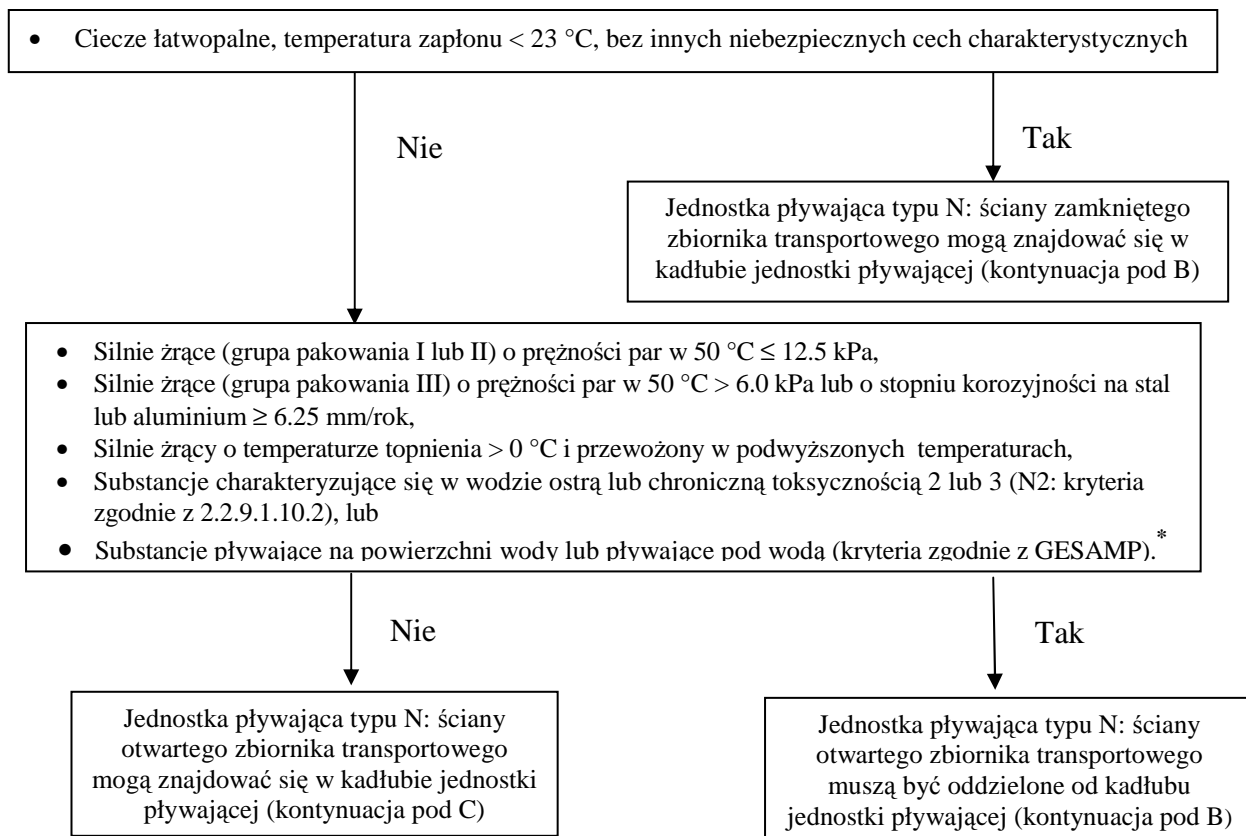 • Ciecze łatwopalne, temperatura zapłonu < 23 °C, bez innych niebezpiecznych cech charakterystycznych
Nie
Tak
Jednostka pływająca typu N: ściany zamkniętego
zbiornika transportowego mogą znajdować się w
kadłubie jednostki pływającej (kontynuacja pod B)
• Silnie żrące (grupa pakowania I lub II) o prężności par w 50 °C ≤ 12.5 kPa,
• Silnie żrące (grupa pakowania III) o prężności par w 50 °C > 6.0 kPa lub o stopniu korozyjności na stal
lub aluminium ≥ 6.25 mm/rok,
• Silnie żrący o temperaturze topnienia > 0 °C i przewożony w podwyższonych temperaturach,
• Substancje charakteryzujące się w wodzie ostrą lub chroniczną toksycznością 2 lub 3 (N2: kryteria
zgodnie z 2.2.9.1.10.2), lub
• Substancje pływające na powierzchni wody lub pływające pod wodą (kryteria zgodnie z GESAMP).*
Nie
Tak
Jednostka pływająca typu N: ściany
otwartego zbiornika transportowego
mogą znajdować się w kadłubie jednostki
pływającej (kontynuacja pod C)
Jednostka pływająca typu N: ściany
otwartego zbiornika transportowego
muszą być oddzielone od kadłubu
jednostki pływającej (kontynuacja pod B)